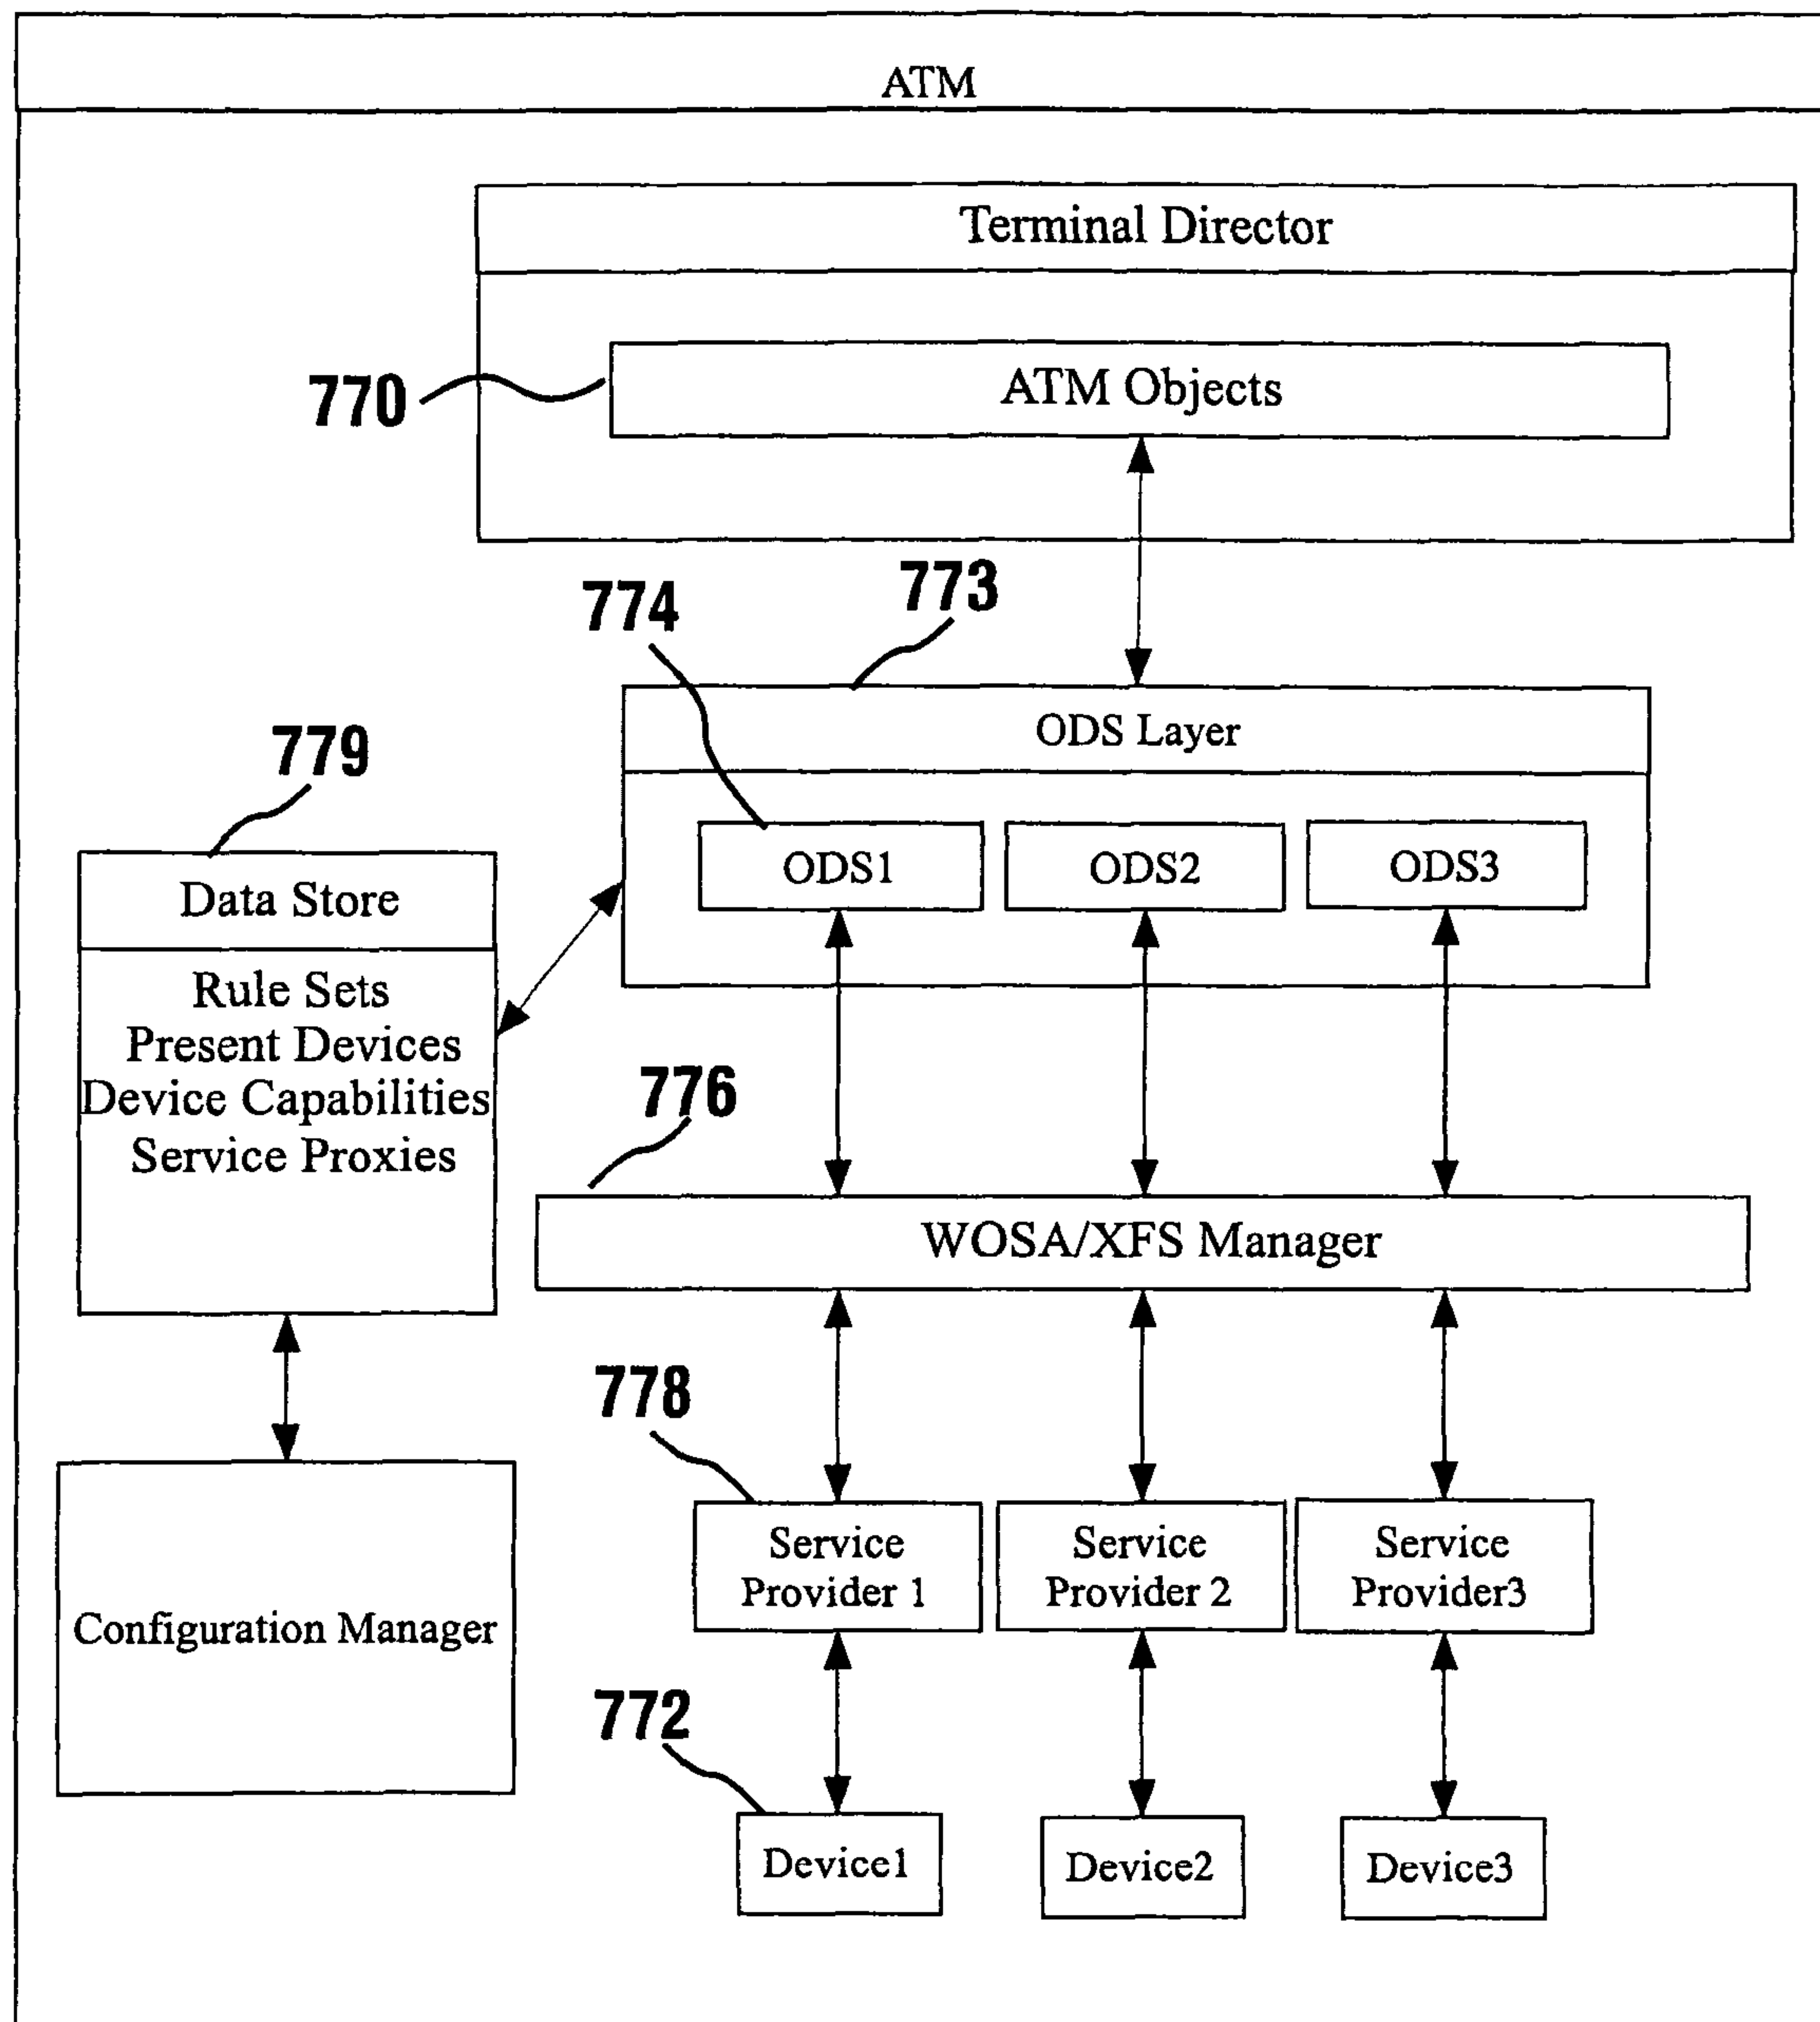 ATM
Terminal Director
770
ATM Objects
773
774
ODS Layer
779
ODS1
ODS2
ODS3
Data Store
Rule Sets
Present Devices
Device Capabilities
Service Proxies
776
WOSA/XFS Manager
778
Service
Provider 1
Service
Provider 2
Service
Provider3
Configuration Manager
772
Device1
Device2
Device3